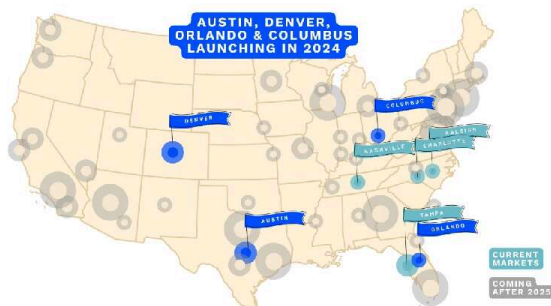 AUSTIN, DENVER,
ORLANDO & COLUMBUS
LAUNCHING IN 2024
DENVER
COLUMBUS
RALEIGH
NASHVILLE
CHARLOTTE
TAMPA
AUSTIN
ORLANDO
CURRENT
MARKETS
COMING
AFTER 2025